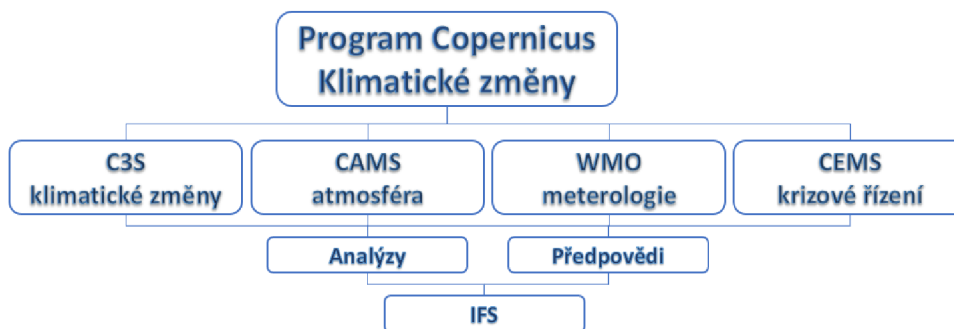 Program Copernicus
Klimatické změny
C3S
klimatické změny
CAMS
atmosféra
WMO
meterologie
CEMS
krizové řízení
Analýzy
Předpovědi
IFS